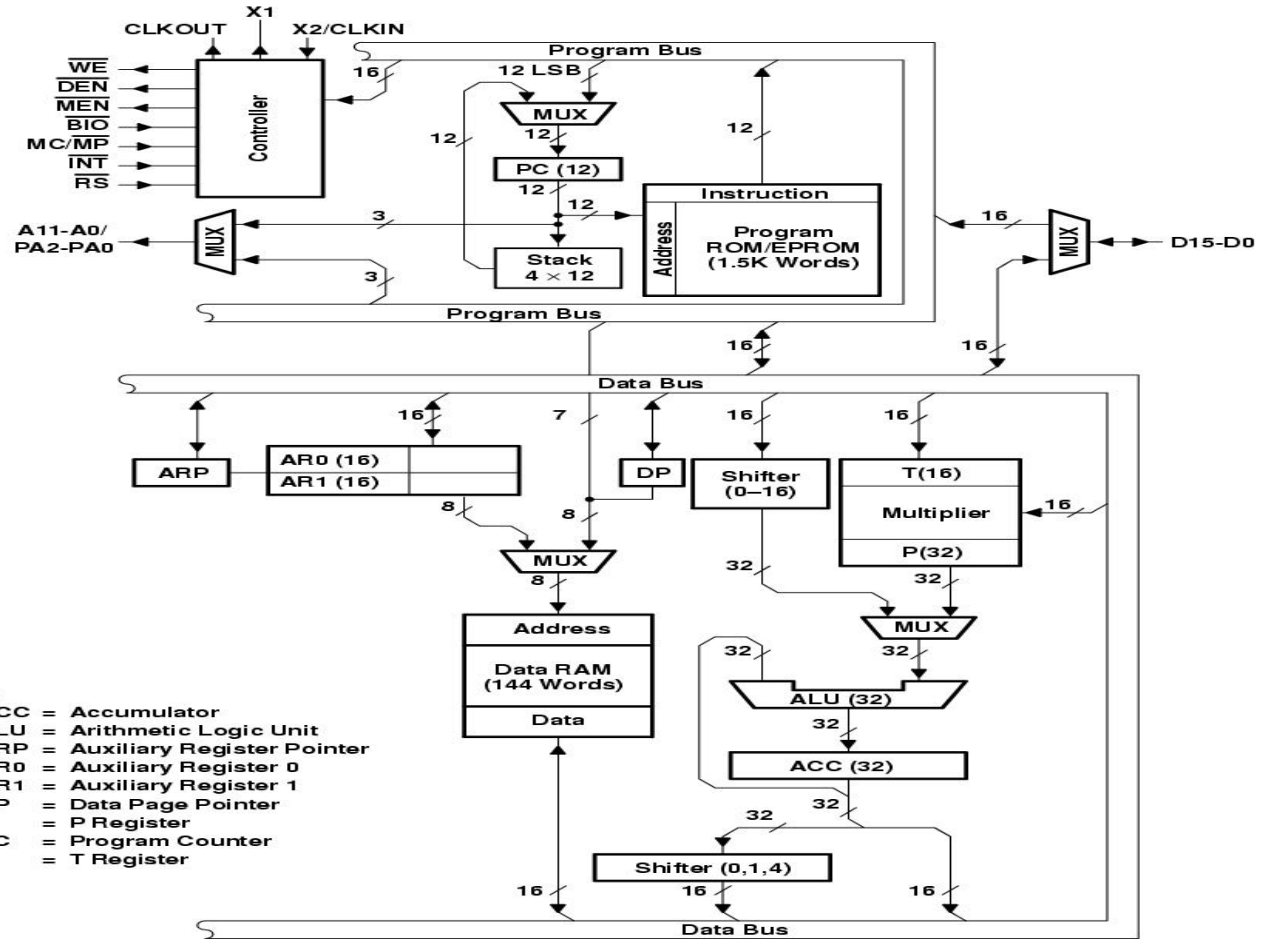 X1
CLKOUT
X2/CLKIN
Program Bus
WE
DEN
MEN
BIO
MC/MP
INT
RS
Controller
16
12 LSB
MUX
12
12
PC (12)
12
12
12
Instruction
Address
Program
ROM/EPROM
(1.5K Words)
Stack
4 × 12
A11-A0/
PA2-PA0
MUX
3
3
16
MUX
D15-D0
Program Bus
16
16
Data Bus
16
7
16
16
ARP
AR0 (16)
AR1 (16)
DP
Shifter
(0–16)
T(16)
Multiplier
P(32)
16
8
8
MUX
8
32
32
MUX
Address
Data RAM
(144 Words)
Data
32
32
ALU (32)
32
ACC (32)
32
32
Shifter (0,1,4)
16
16
16
Data Bus
CC = Accumulator
LU = Arithmetic Logic Unit
RP = Auxiliary Register Pointer
R0 = Auxiliary Register 0
R1 = Auxiliary Register 1
P = Data Page Pointer
= P Register
C = Program Counter
= T Register